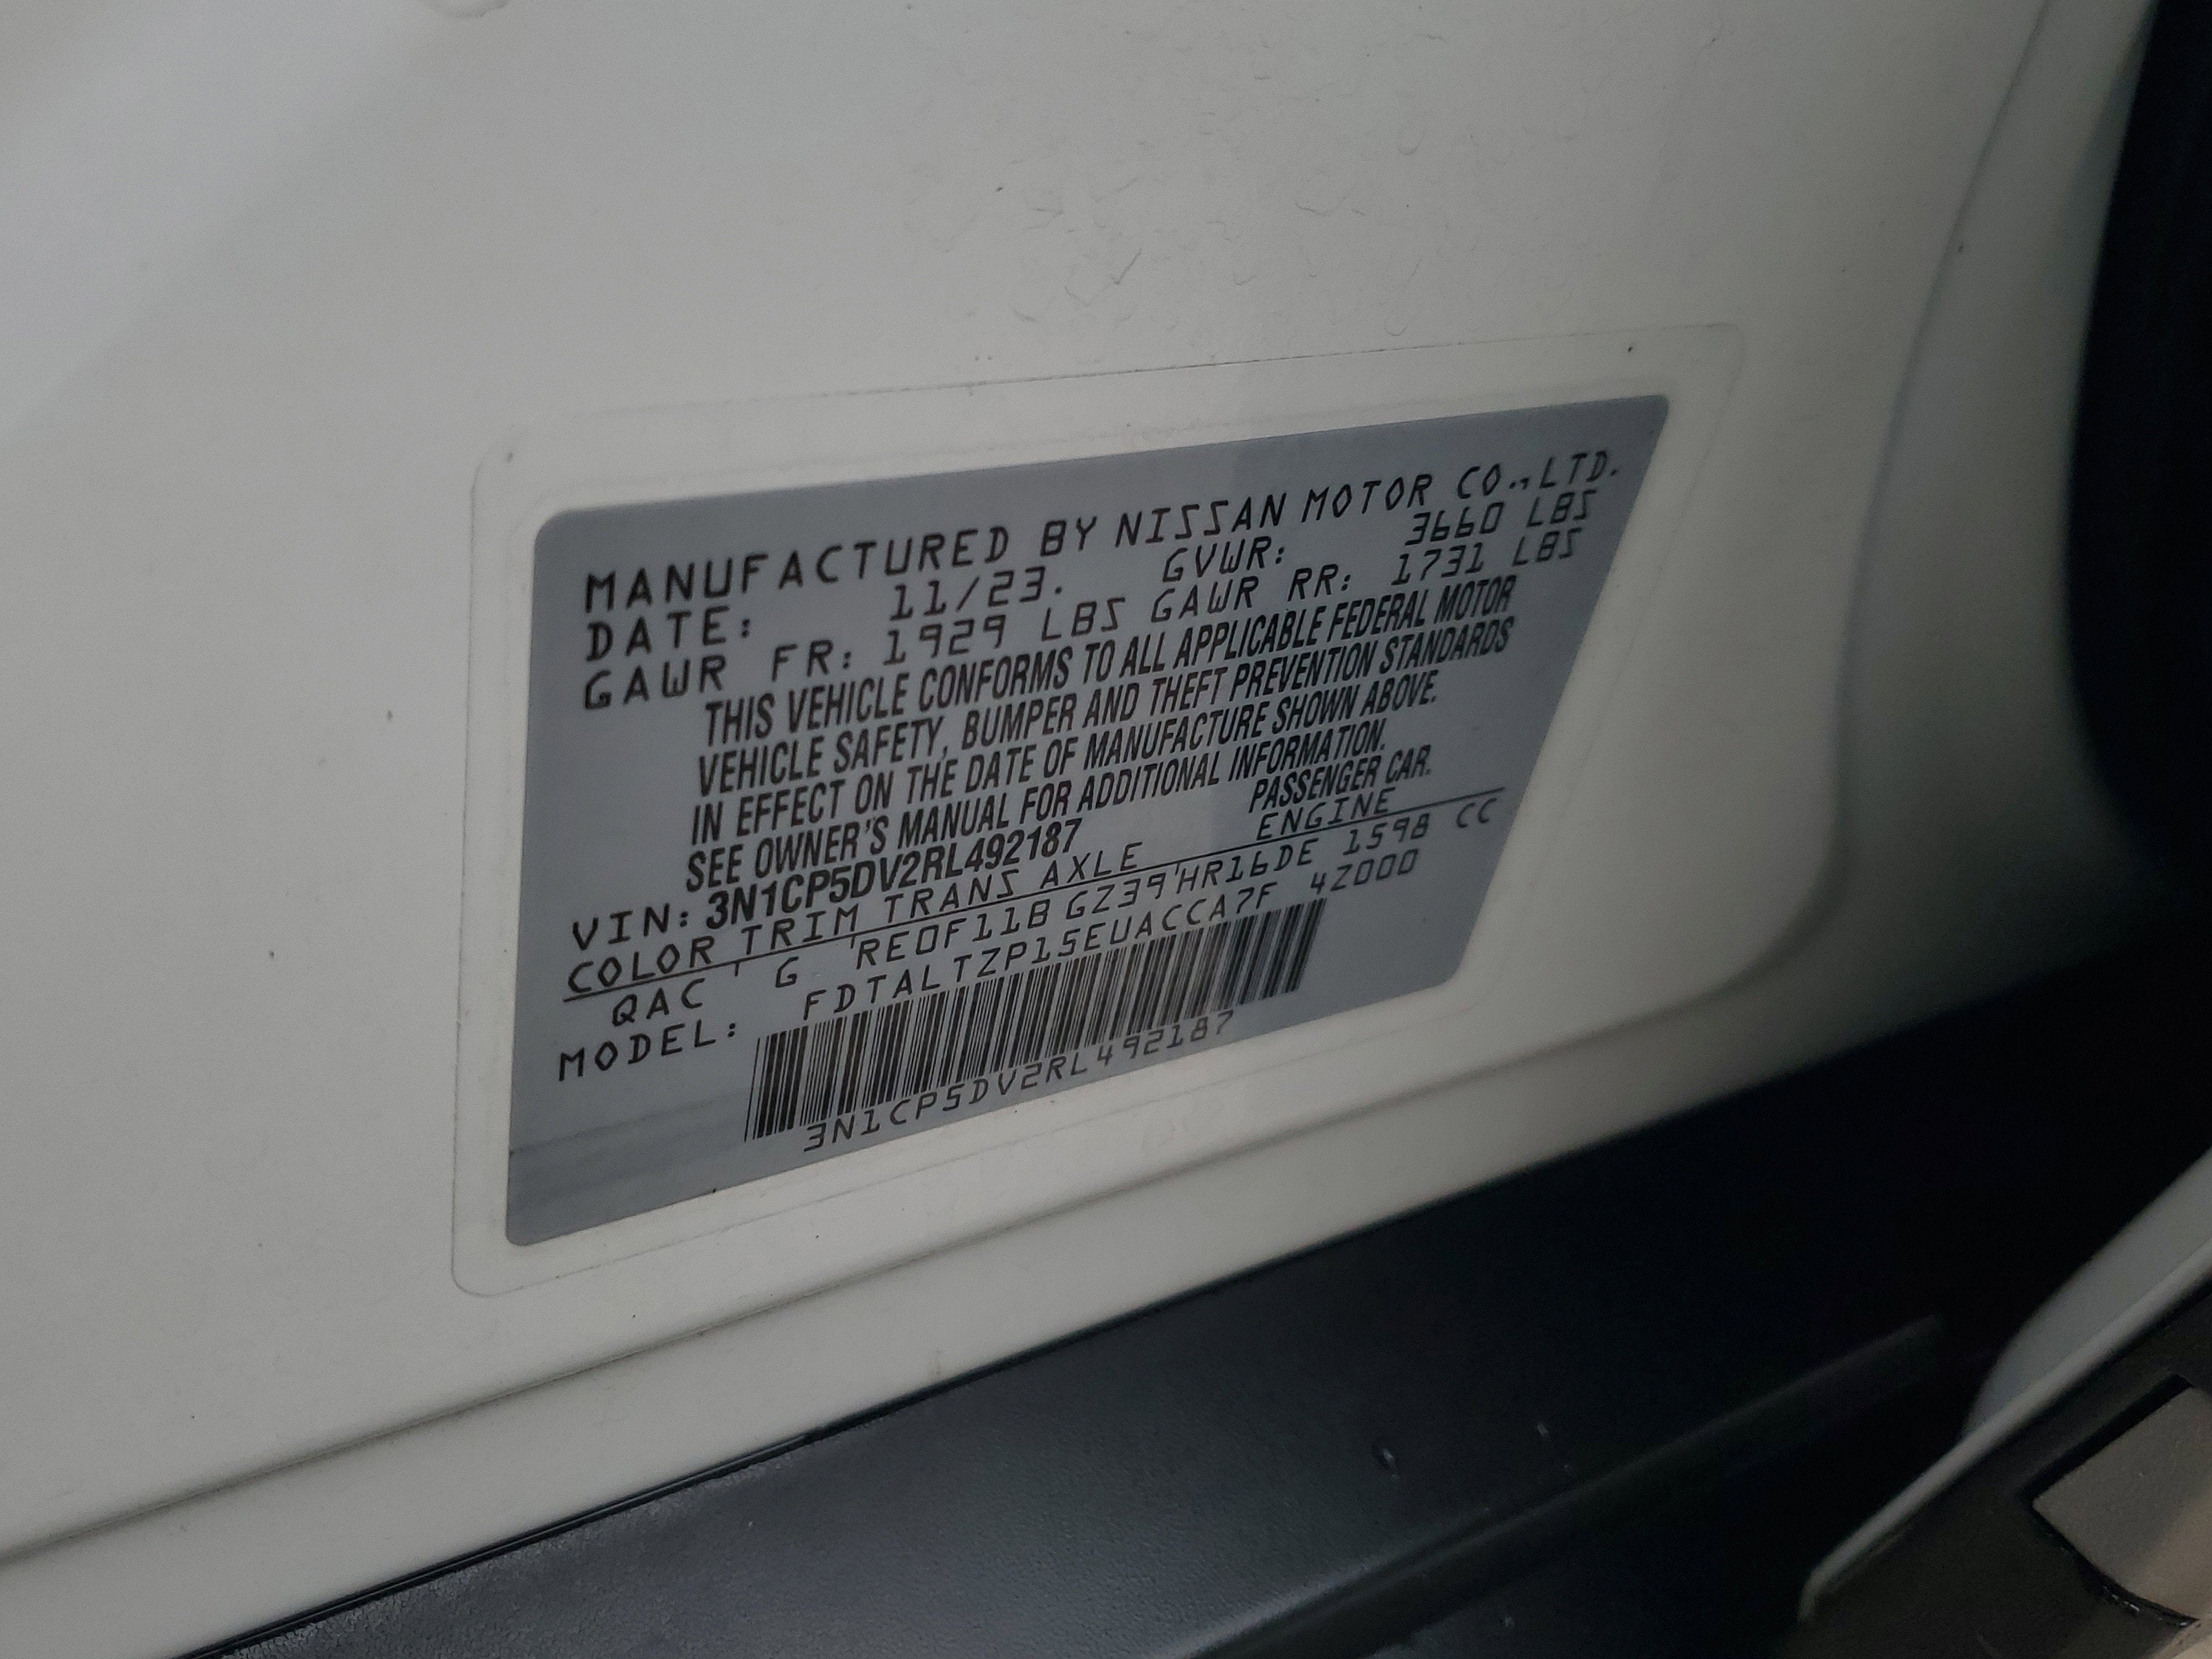 MANUFACTURED BY NISSAN MOTOR CO.,LTD.
DATE: 11/23. GVWR: 3660 LBS
GAWR FR: 1929 LBS GAWR RR: 1731 LBS
THIS VEHICLE CONFORMS TO ALL APPLICABLE FEDERAL MOTOR
VEHICLE SAFETY, BUMPER AND THEFT PREVENTION STANDARDS
IN EFFECT ON THE DATE OF MANUFACTURE SHOWN ABOVE.
SEE OWNER'S MANUAL FOR ADDITIONAL INFORMATION.
VIN: 3N1CP5DV2RL492187 PASSENGER CAR.
COLOR TRIM TRANS AXLE ENGINE
QAC G RE0F11B GZ39 HR16DE 1598 CC
MODEL: FDTALTZP15EUACCA7F 4Z000
3N1CP5DV2RL492187